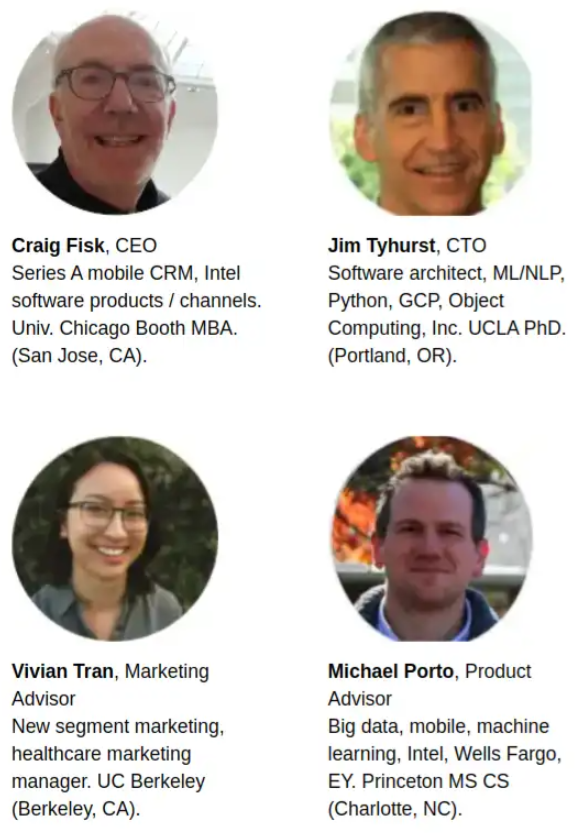 Craig Fisk, CEO
Series A mobile CRM, Intel
software products / channels.
Univ. Chicago Booth MBA.
(San Jose, CA).
Jim Tyhurst, CTO
Software architect, ML/NLP,
Python, GCP, Object
Computing, Inc. UCLA PhD.
(Portland, OR).
Vivian Tran, Marketing
Advisor
New segment marketing,
healthcare marketing
manager. UC Berkeley
(Berkeley, CA).
Michael Porto, Product
Advisor
Big data, mobile, machine
learning, Intel, Wells Fargo,
EY. Princeton MS CS
(Charlotte, NC).